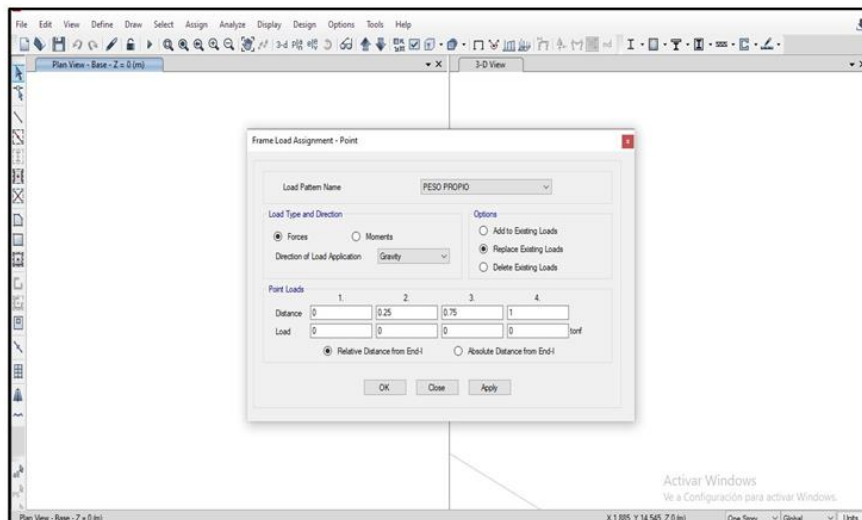 File Edit View Define Draw Select Assign Analyze Display Design Options Tools Help
3-d
Plan View - Base - Z = 0 (m)
3-D View
Frame Load Assignment - Point
Load Pattern Name PESO PROPIO
Load Type and Direction
Forces Moments
Direction of Load Application Gravity
Options
Add to Existing Loads
Replace Existing Loads
Delete Existing Loads
Point Loads
1. 2. 3. 4.
Distance 0 0.25 0.75 1
Load 0 0 0 0 tonf
Relative Distance from End-I Absolute Distance from End-I
OK Close Apply
Activar Windows
Ve a Configuración para activar Windows.
Plan View - Base - Z = 0 (m) X 1.885, Y 14.545, Z 0 (m) One Story Global Units